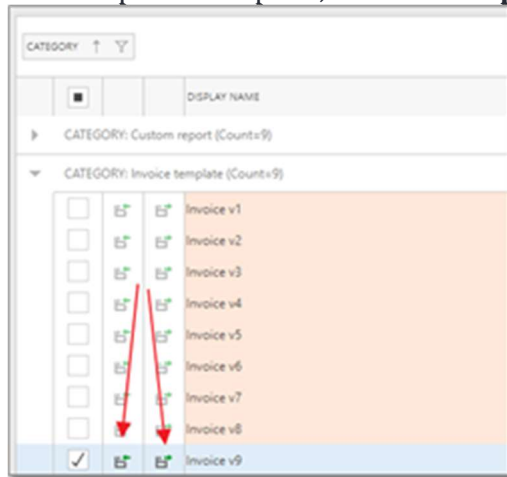 CATEGORY
DISPLAY NAME
CATEGORY: Custom report (Count=9)
CATEGORY: Invoice template (Count=9)
Invoice v1
Invoice v2
Invoice v3
Invoice v4
Invoice v5
Invoice v6
Invoice v7
Invoice v8
Invoice v9